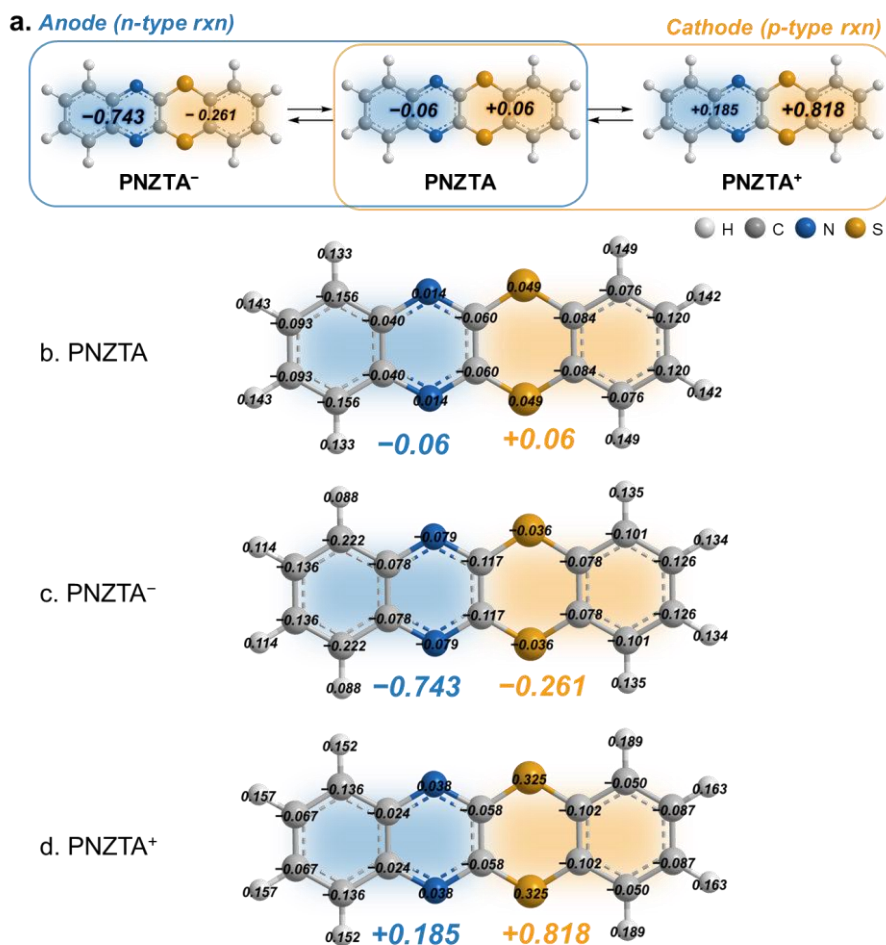 a. Anode (n-type rxn) Cathode (p-type rxn)
−0.743 − 0.261 −0.06 +0.06 +0.185 +0.818
PNZTA⁻ PNZTA PNZTA⁺
H C N S
b. PNZTA
0.133 0.149
0.143 −0.156 0.014 0.049 −0.076 0.142
−0.093 −0.040 −0.060 −0.084 −0.120
−0.093 −0.040 −0.060 −0.084 −0.120
0.143 −0.156 0.014 0.049 −0.076 0.142
0.133 0.149
−0.06 +0.06
c. PNZTA⁻
0.088 0.135
0.114 −0.222 −0.079 −0.036 −0.101 0.134
−0.136 −0.078 −0.117 −0.078 −0.126
−0.136 −0.078 −0.117 −0.078 −0.126
0.114 −0.222 −0.079 −0.036 −0.101 0.134
0.088 0.135
−0.743 −0.261
d. PNZTA⁺
0.152 0.189
0.157 −0.136 0.038 0.325 −0.050 0.163
−0.067 −0.024 −0.058 −0.102 −0.087
−0.067 −0.024 −0.058 −0.102 −0.087
0.157 −0.136 0.038 0.325 −0.050 0.163
0.152 0.189
+0.185 +0.818